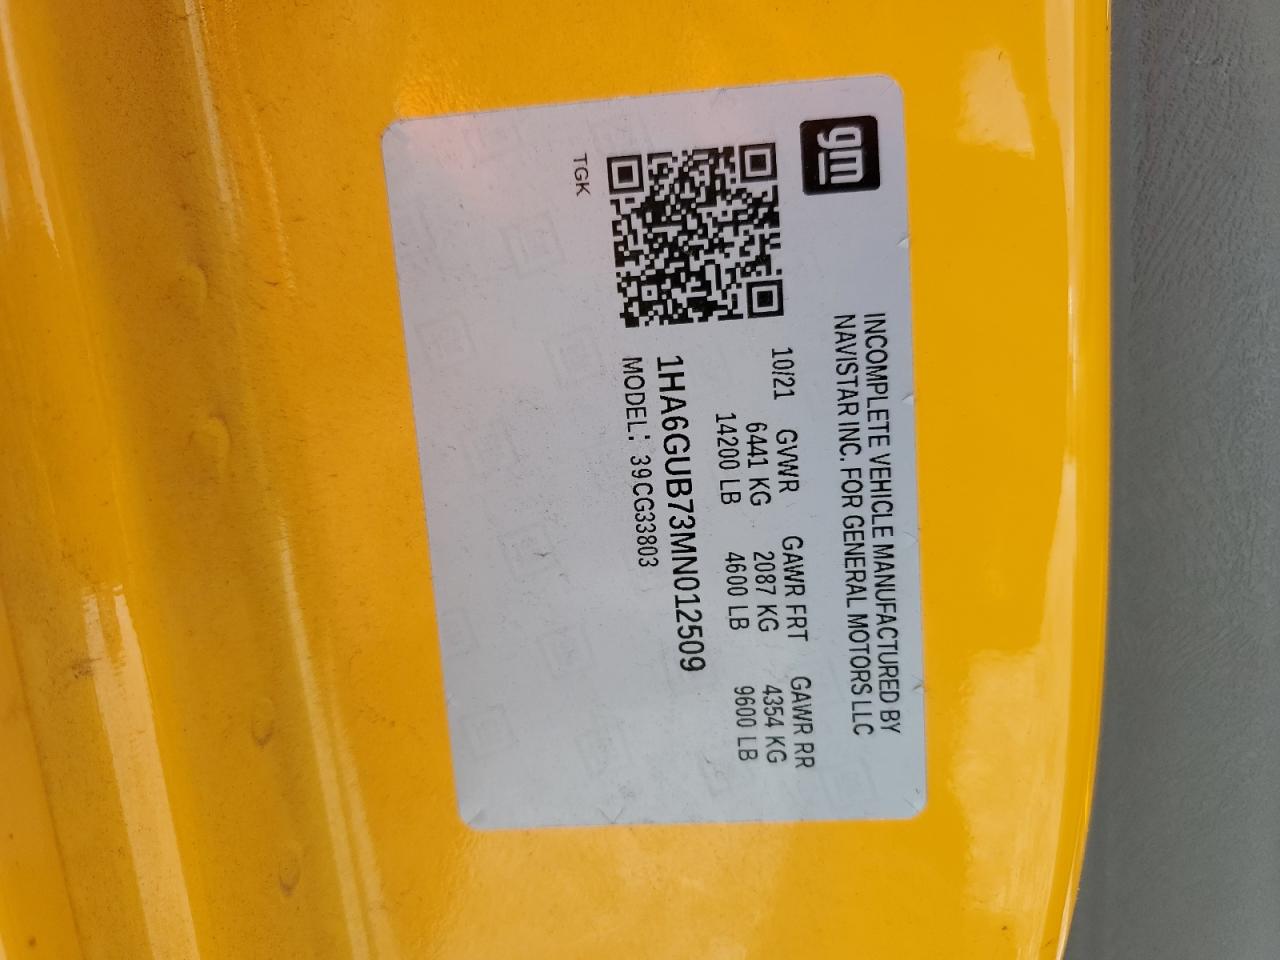 gm
INCOMPLETE VEHICLE MANUFACTURED BY
NAVISTAR INC. FOR GENERAL MOTORS LLC
10/21 GVWR GAWR FRT GAWR RR
6441 KG 2087 KG 4354 KG
14200 LB 4600 LB 9600 LB
1HA6GUB73MN012509
MODEL: 39CG33803
TGK